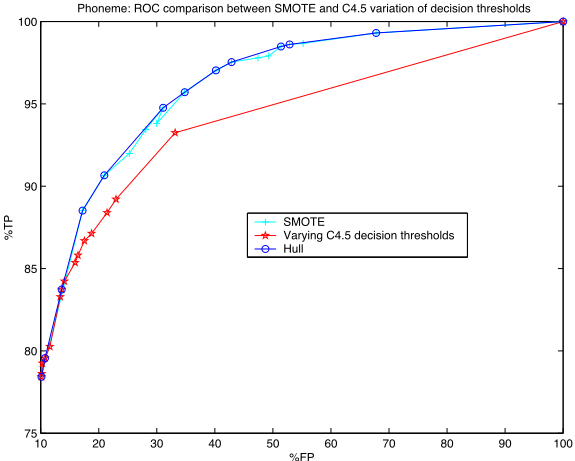 Phoneme: ROC comparison between SMOTE and C4.5 variation of decision thresholds
100
95
90
85
80
75
%TP
SMOTE
Varying C4.5 decision thresholds
Hull
10 20 30 40 50 60 70 80 90 100
%FP